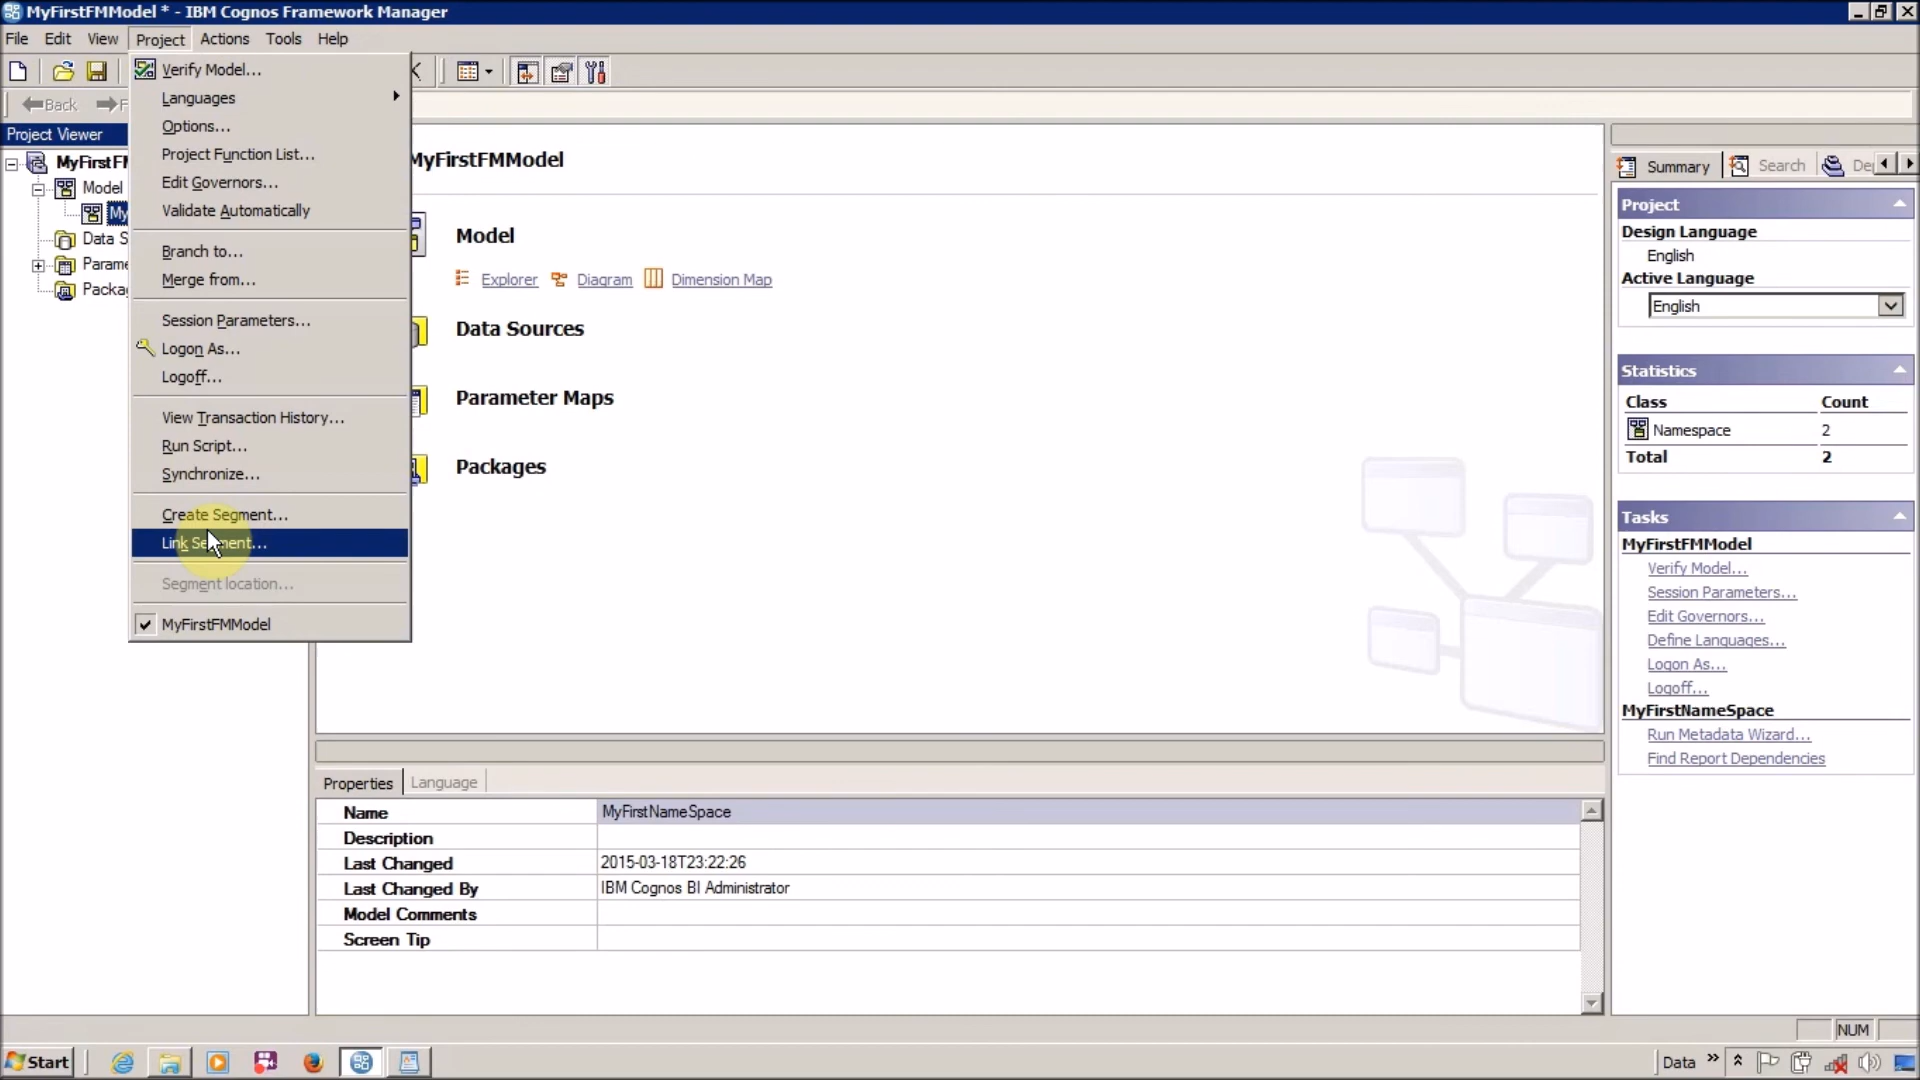 MyFirstFMModel * - IBM Cognos Framework Manager
File Edit View Project Actions Tools Help
Back
Project Viewer
MyFirstF
Model
My
Data S
Parame
Packa
Verify Model...
Languages
Options...
Project Function List...
Edit Governors...
Validate Automatically
Branch to...
Merge from...
Session Parameters...
Logon As...
Logoff...
View Transaction History...
Run Script...
Synchronize...
Create Segment...
Link Segment...
Segment location...
MyFirstFMModel
MyFirstFMModel
Model
Explorer Diagram Dimension Map
Data Sources
Parameter Maps
Packages
Properties Language
Name MyFirstNameSpace
Description
Last Changed 2015-03-18T23:22:26
Last Changed By IBM Cognos BI Administrator
Model Comments
Screen Tip
Summary Search De
Project
Design Language
English
Active Language
English
Statistics
Class Count
Namespace 2
Total 2
Tasks
MyFirstFMModel
Verify Model...
Session Parameters...
Edit Governors...
Define Languages...
Logon As...
Logoff...
MyFirstNameSpace
Run Metadata Wizard...
Find Report Dependencies
NUM
Start
Data